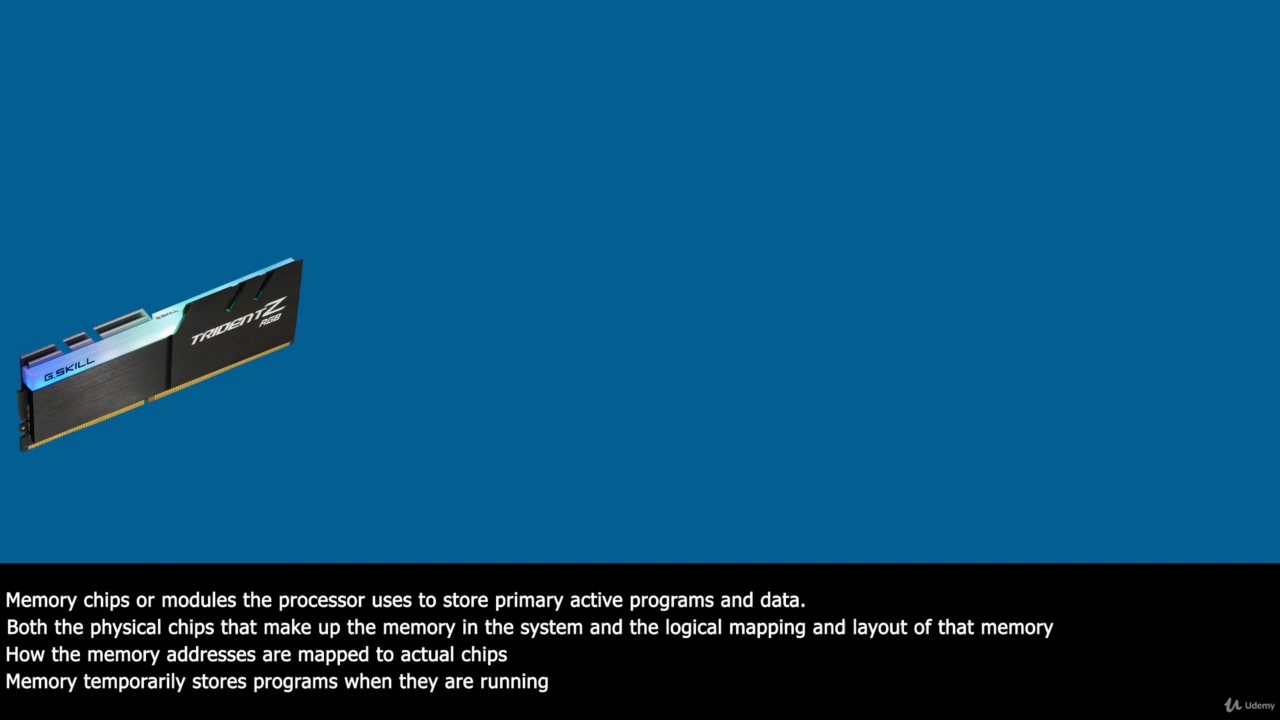 G.SKILL
TRIDENT Z
RGB
G.SKILL
Memory chips or modules the processor uses to store primary active programs and data.
Both the physical chips that make up the memory in the system and the logical mapping and layout of that memory
How the memory addresses are mapped to actual chips
Memory temporarily stores programs when they are running
Udemy